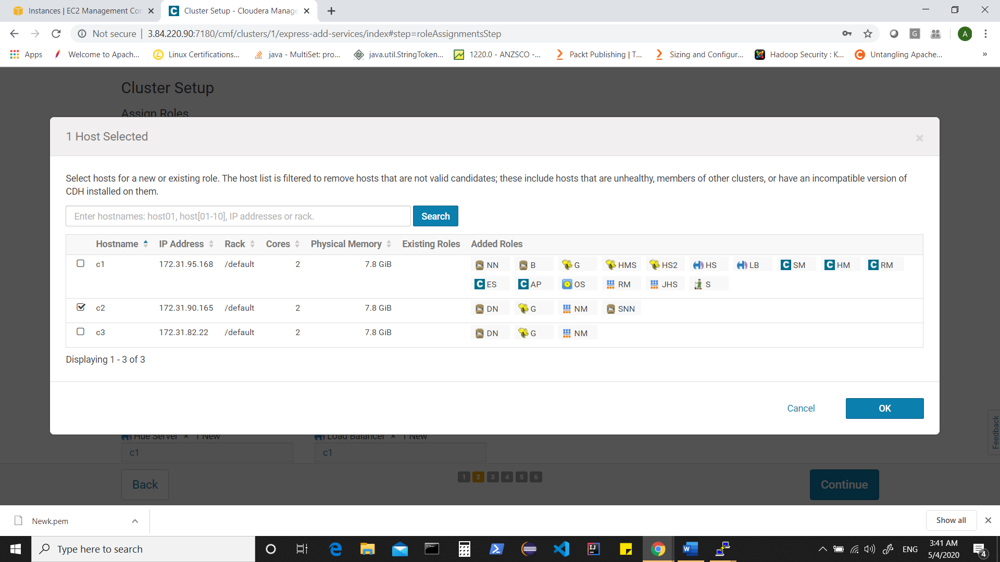 Instances | EC2 Management Con
Cluster Setup - Cloudera Manage
Not secure | 3.84.220.90:7180/cmf/clusters/1/express-add-services/index#step=roleAssignmentsStep
G
A
Apps Welcome to Apach... Linux Certifications... java - MultiSet: pro... java.util.StringToken... 1220.0 - ANZSCO -... Packt Publishing | T... Sizing and Configur... Hadoop Security : K... Untangling Apache... »
Cluster Setup
Assign Roles
1 Host Selected
Select hosts for a new or existing role. The host list is filtered to remove hosts that are not valid candidates; these include hosts that are unhealthy, members of other clusters, or have an incompatible version of
CDH installed on them.
Enter hostnames: host01, host[01-10], IP addresses or rack. Search
Hostname IP Address Rack Cores Physical Memory Existing Roles Added Roles
c1 172.31.95.168 /default 2 7.8 GiB NN B G HMS HS2 HS LB SM HM RM
ES AP OS RM JHS S
c2 172.31.90.165 /default 2 7.8 GiB DN G NM SNN
c3 172.31.82.22 /default 2 7.8 GiB DN G NM
Displaying 1 - 3 of 3
Cancel OK
Feedback
Hue Server × 1 New Load Balancer × 1 New
c1 c1
Back 1 2 3 4 5 6 Continue
Newk.pem Show all
Type here to search
ENG
3:41 AM
5/4/2020
4